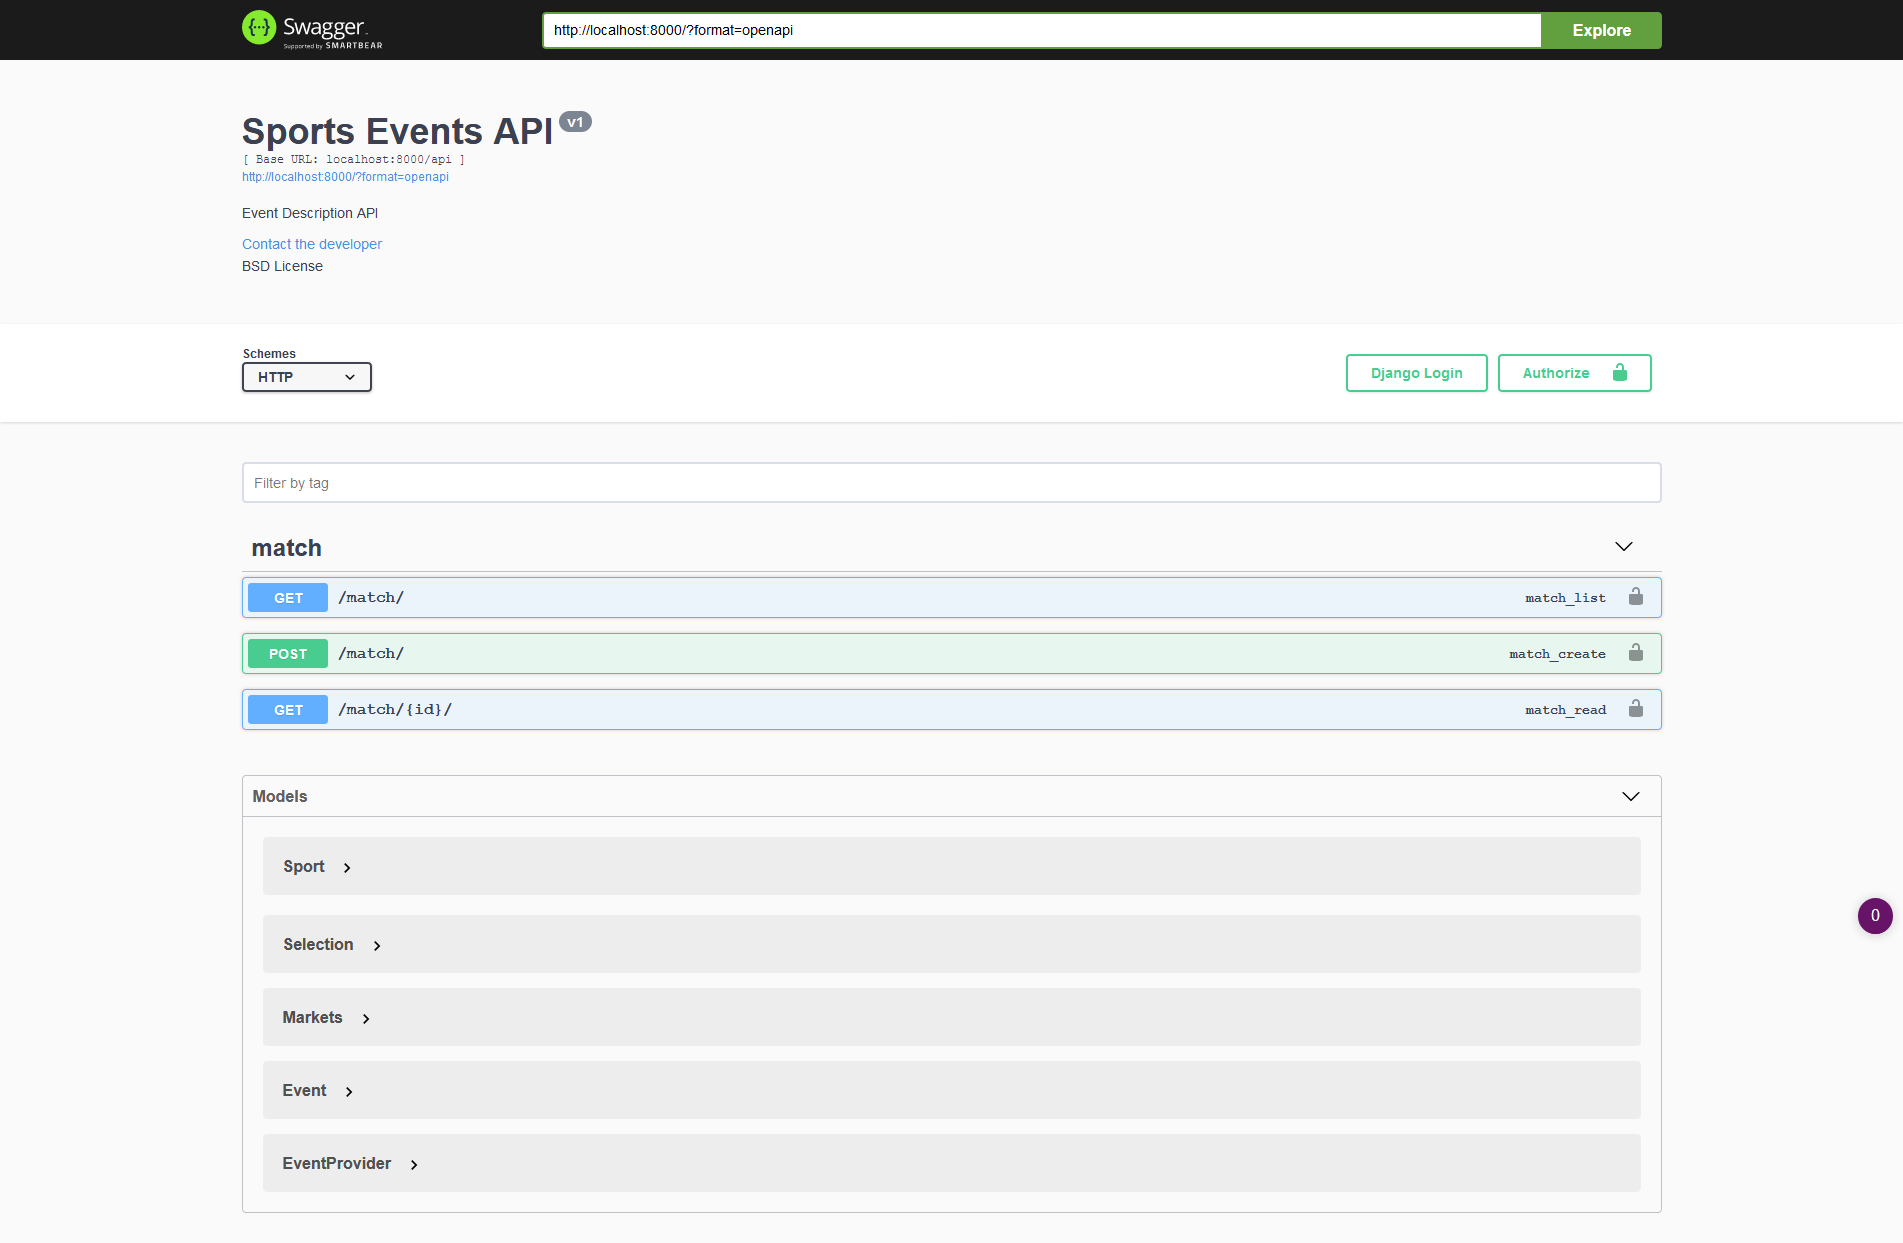 Swagger
Supported by SMARTBEAR
http://localhost:8000/?format=openapi
Explore
Sports Events API v1
[ Base URL: localhost:8000/api ]
http://localhost:8000/?format=openapi
Event Description API
Contact the developer
BSD License
Schemes
HTTP
Django Login
Authorize
Filter by tag
match
GET /match/ match_list
POST /match/ match_create
GET /match/{id}/ match_read
Models
Sport
Selection
0
Markets
Event
EventProvider